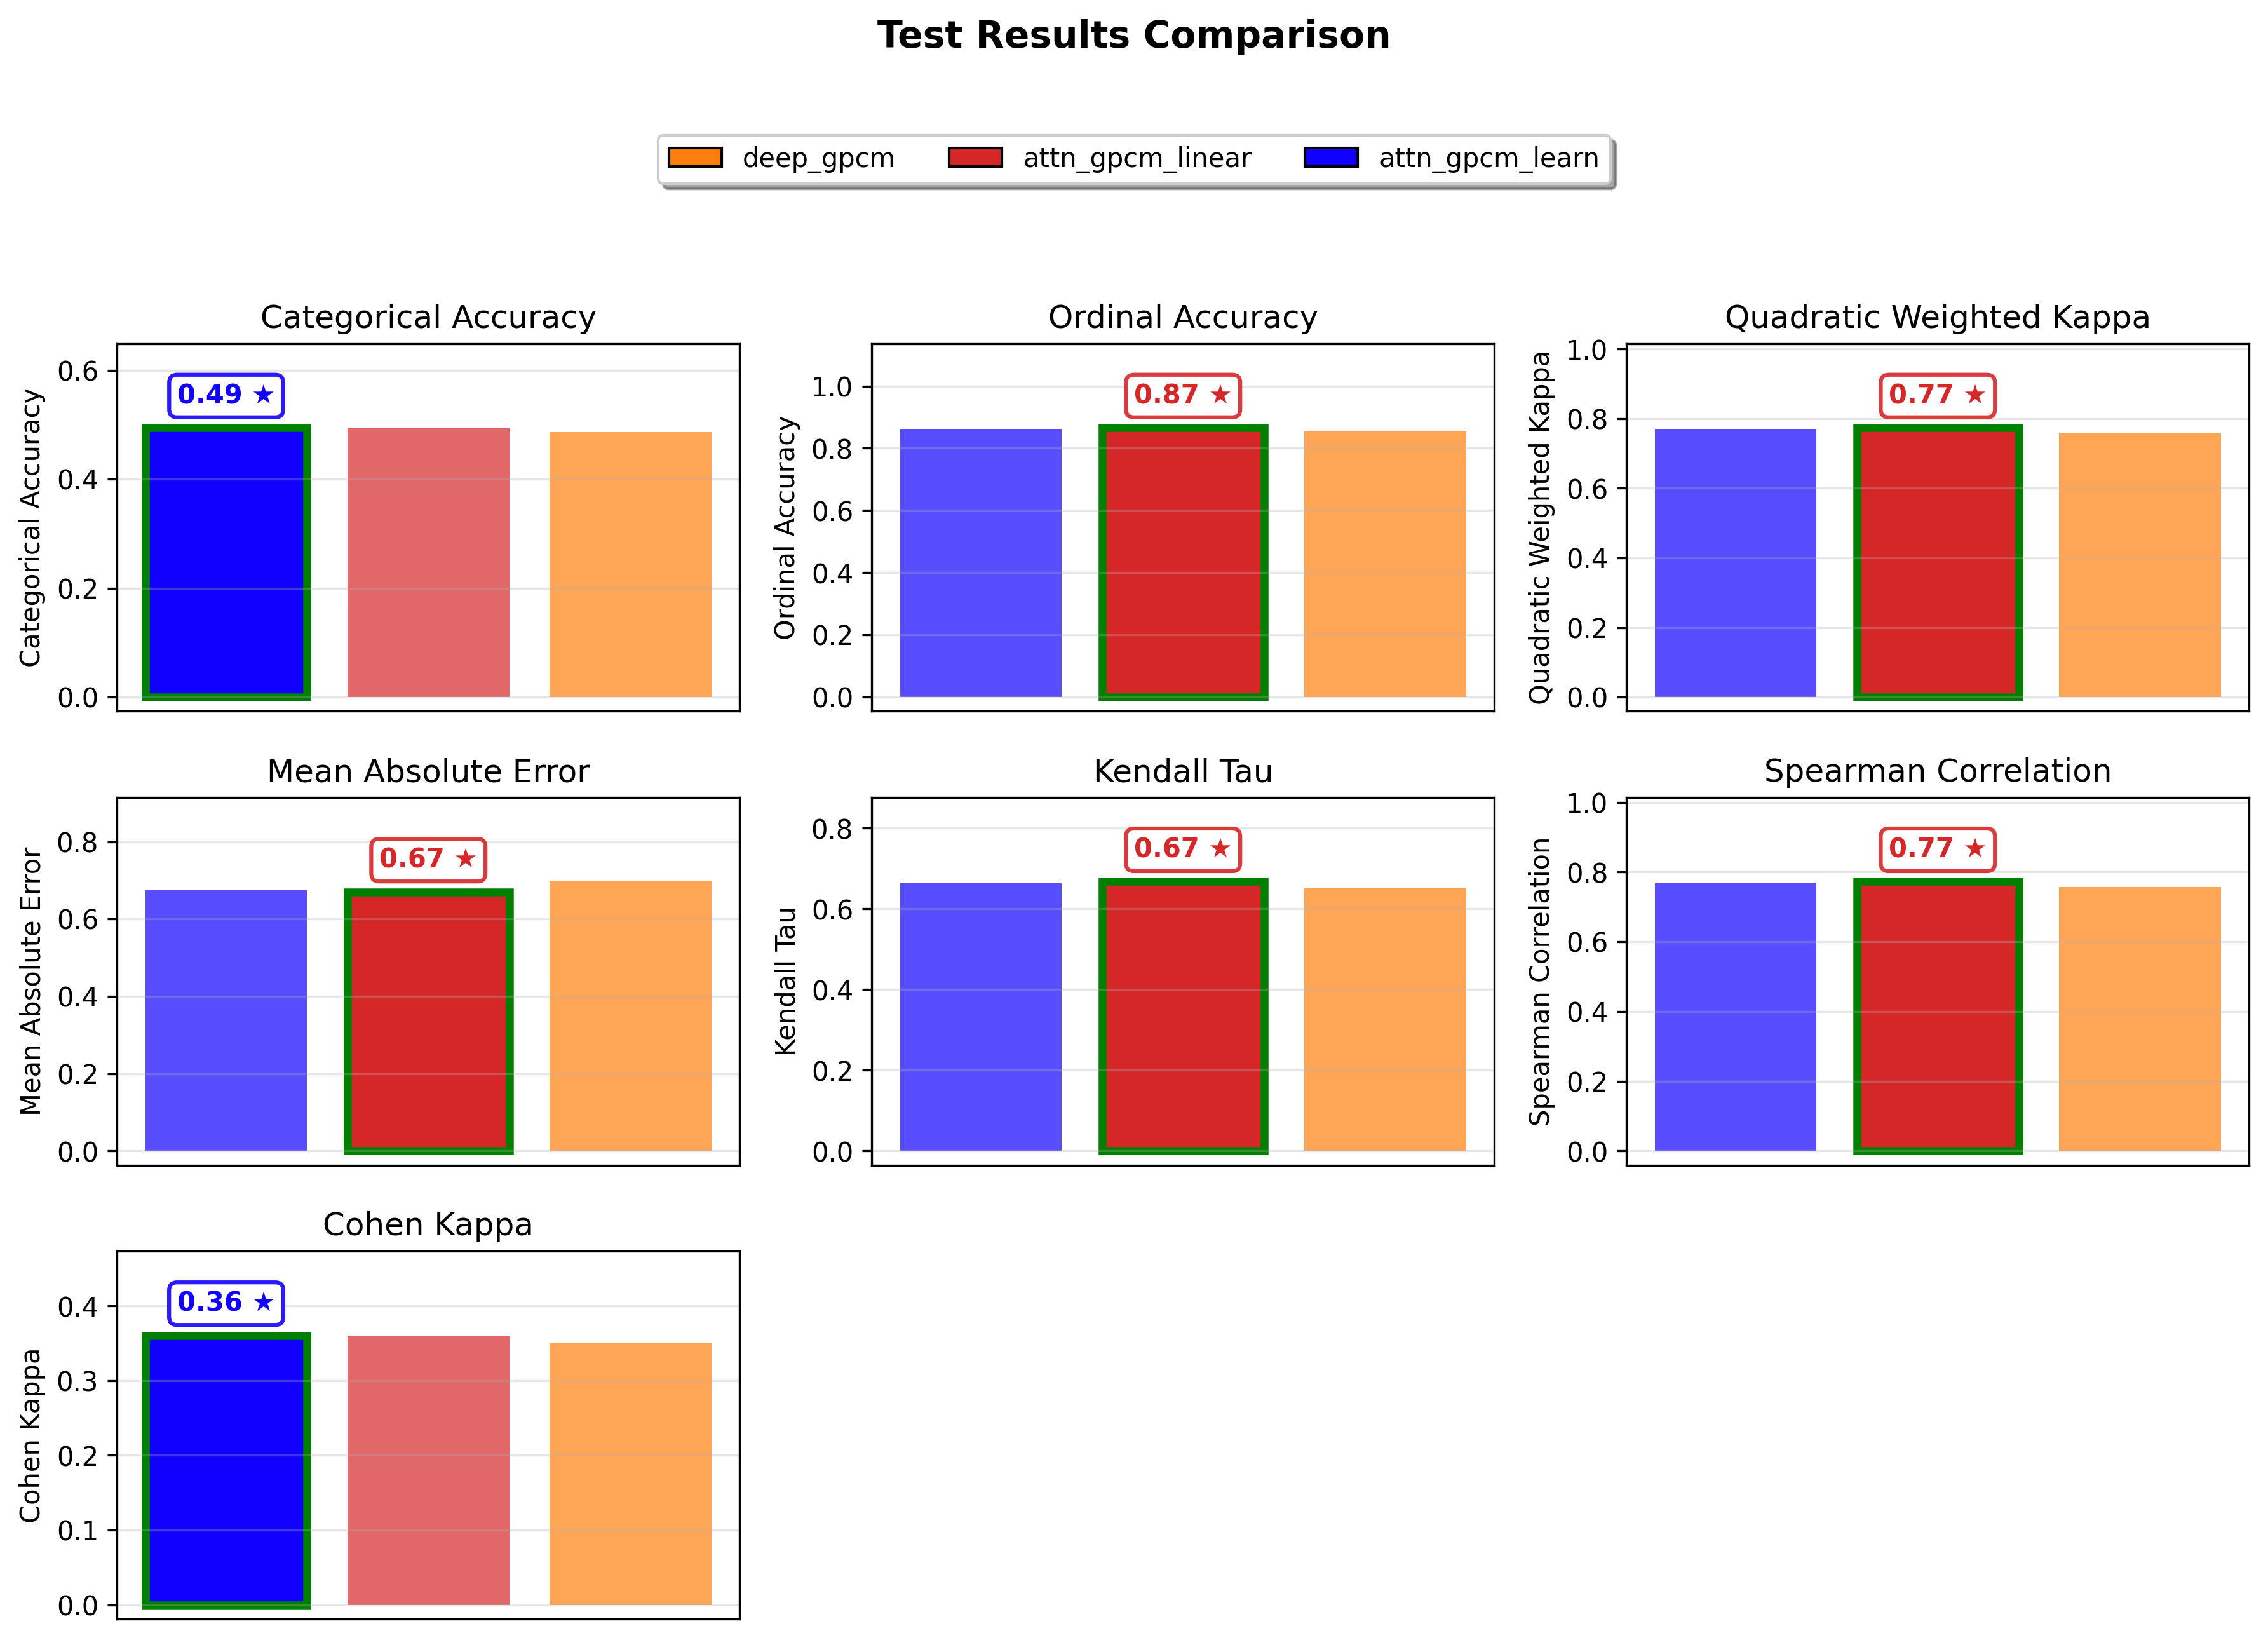 Test Results Comparison
deep_gpcm attn_gpcm_linear attn_gpcm_learn
Categorical Accuracy
Categorical Accuracy
0.6
0.4
0.2
0.0
0.49 ★
Ordinal Accuracy
Ordinal Accuracy
1.0
0.8
0.6
0.4
0.2
0.0
0.87 ★
Quadratic Weighted Kappa
Quadratic Weighted Kappa
1.0
0.8
0.6
0.4
0.2
0.0
0.77 ★
Mean Absolute Error
Mean Absolute Error
0.8
0.6
0.4
0.2
0.0
0.67 ★
Kendall Tau
Kendall Tau
0.8
0.6
0.4
0.2
0.0
0.67 ★
Spearman Correlation
Spearman Correlation
1.0
0.8
0.6
0.4
0.2
0.0
0.77 ★
Cohen Kappa
Cohen Kappa
0.4
0.3
0.2
0.1
0.0
0.36 ★